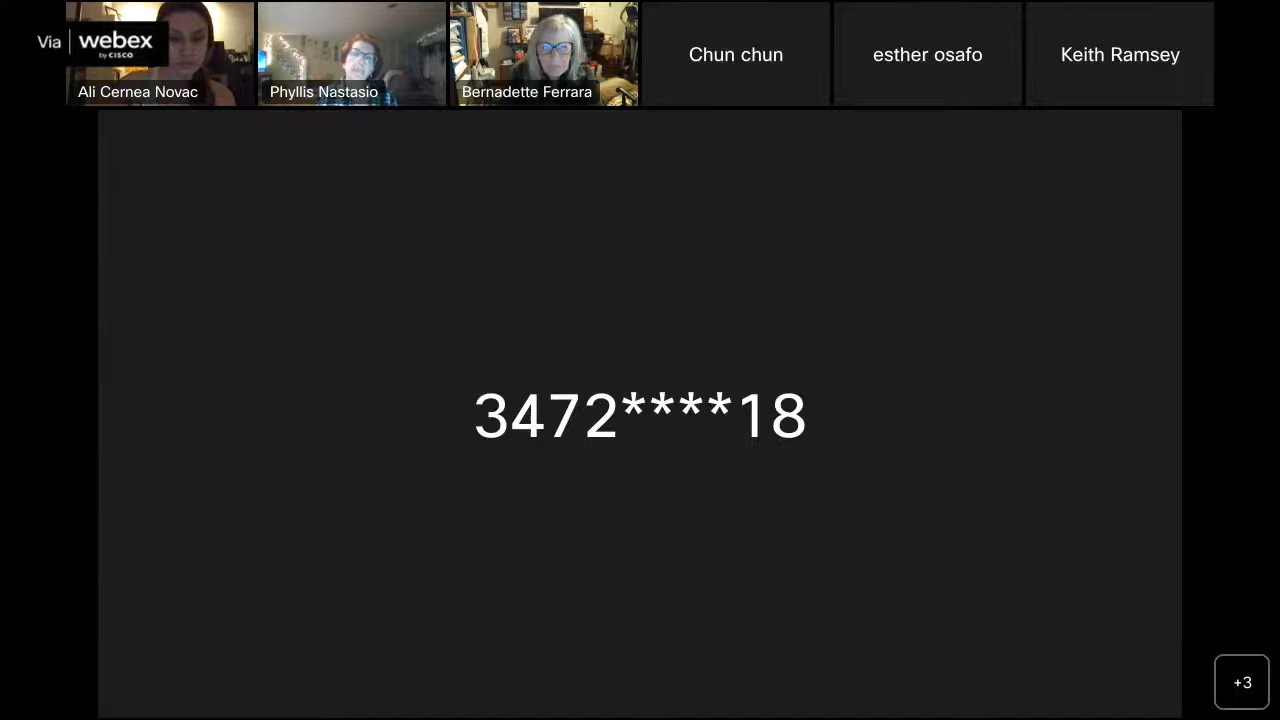 Via webex
by CISCO
Ali Cernea Novac
Phyllis Nastasio
Bernadette Ferrara
Chun chun
esther osafo
Keith Ramsey
3472****18
+3